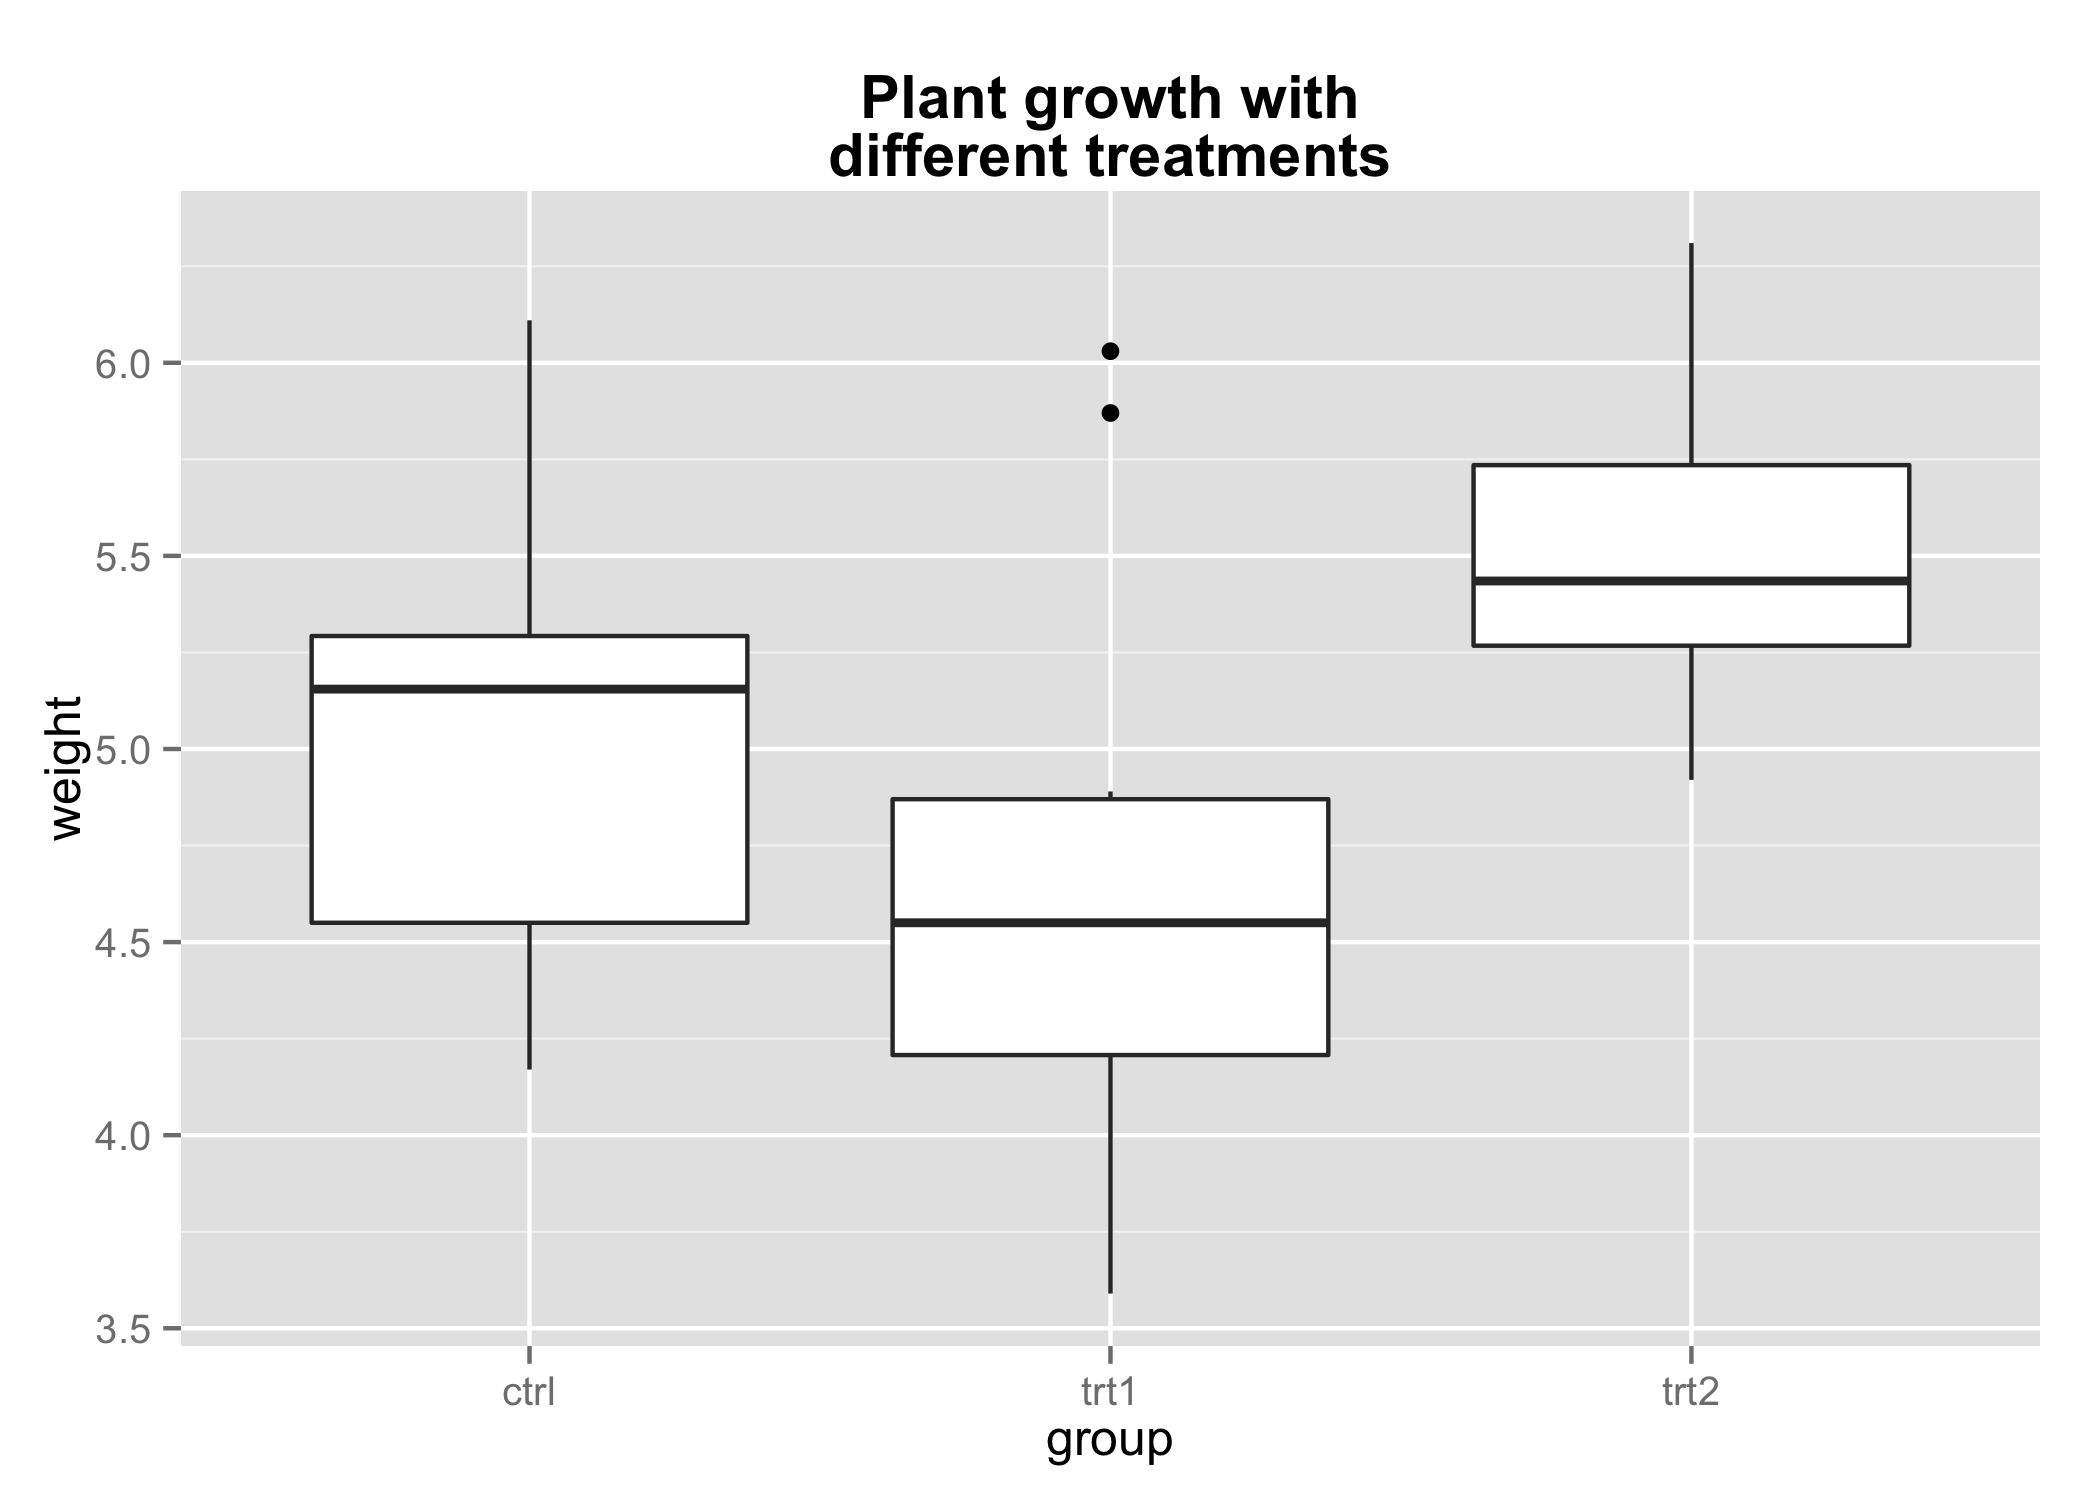 Plant growth with
different treatments
weight
6.0
5.5
5.0
4.5
4.0
3.5
ctrl trt1 trt2
group